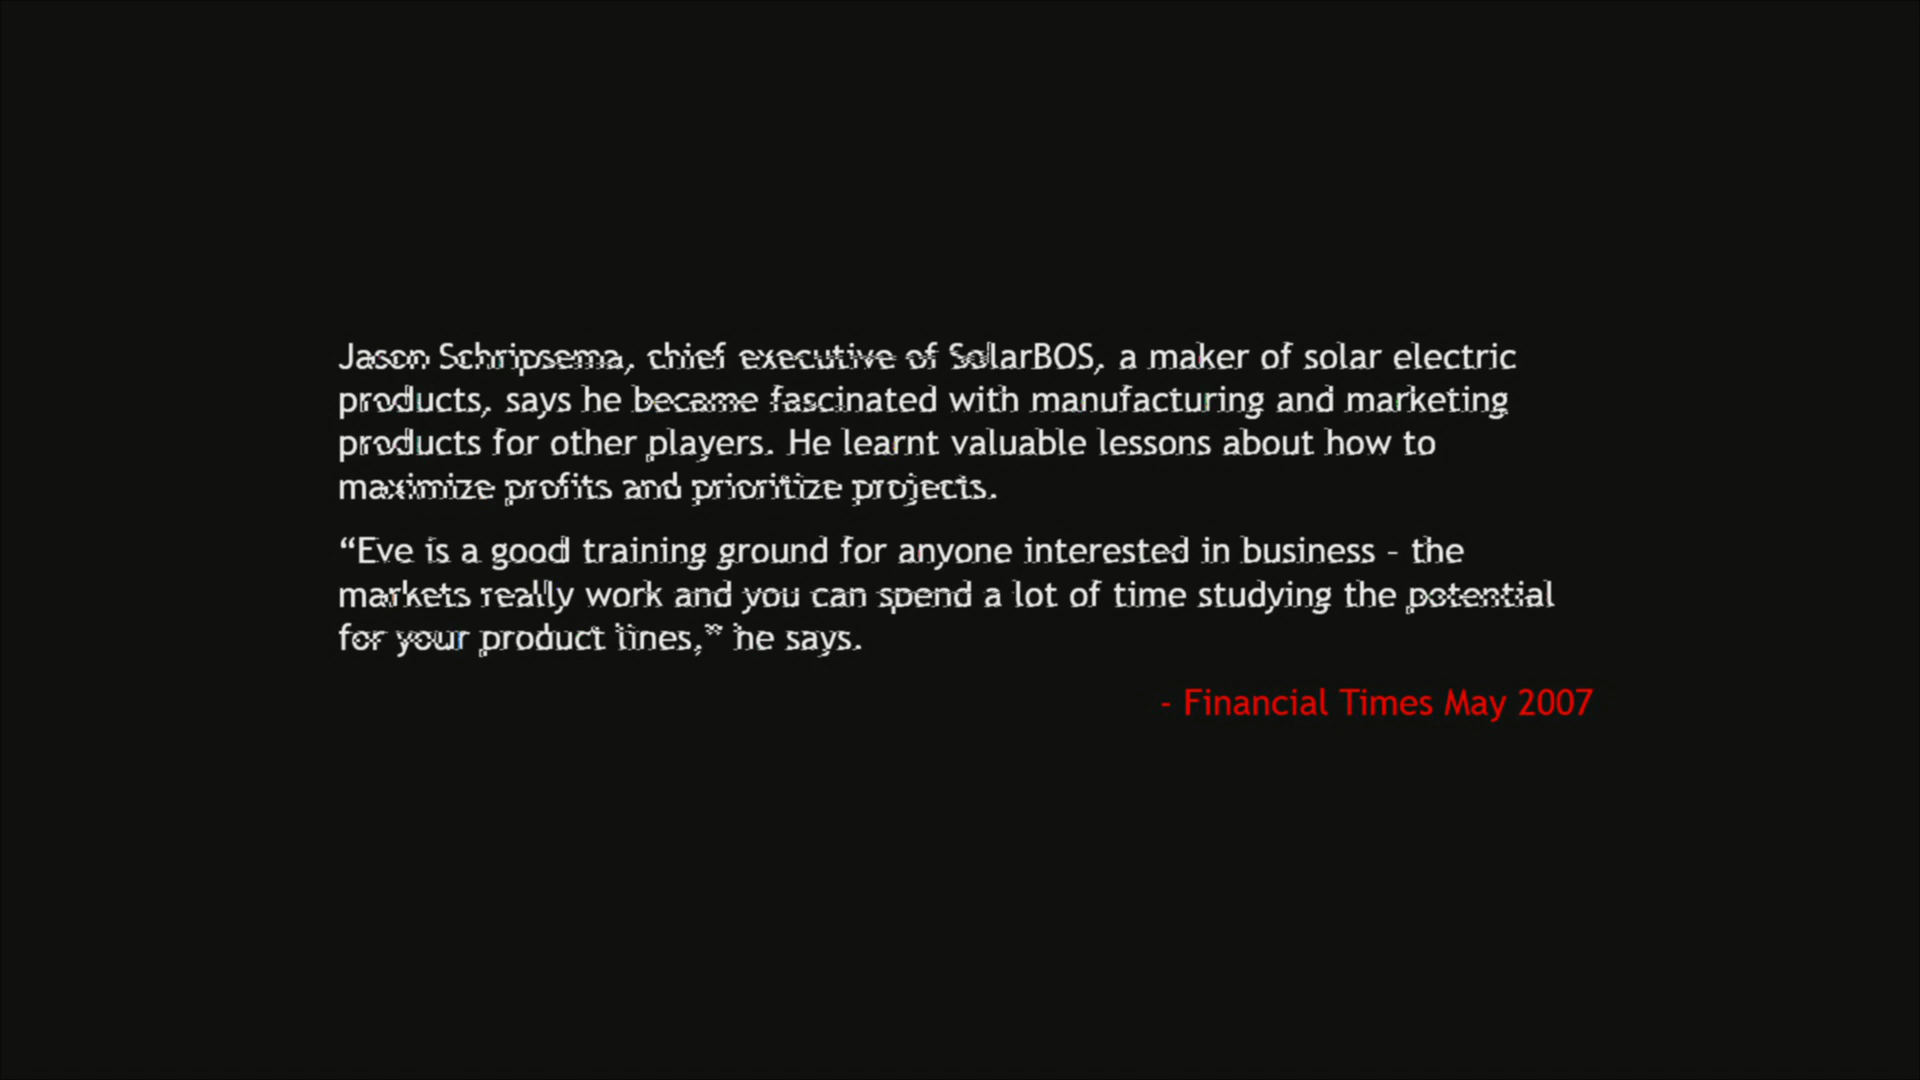 Jason Schripsema, chief executive of SolarBOS, a maker of solar electric
products, says he became fascinated with manufacturing and marketing
products for other players. He learnt valuable lessons about how to
maximize profits and prioritize projects.
“Eve is a good training ground for anyone interested in business - the
markets really work and you can spend a lot of time studying the potential
for your product lines,” he says.
- Financial Times May 2007